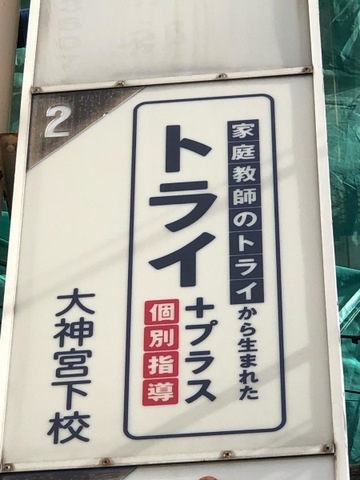 2
家庭教師のトライから生まれた
トライ+プラス
個別指導
大神宮下校